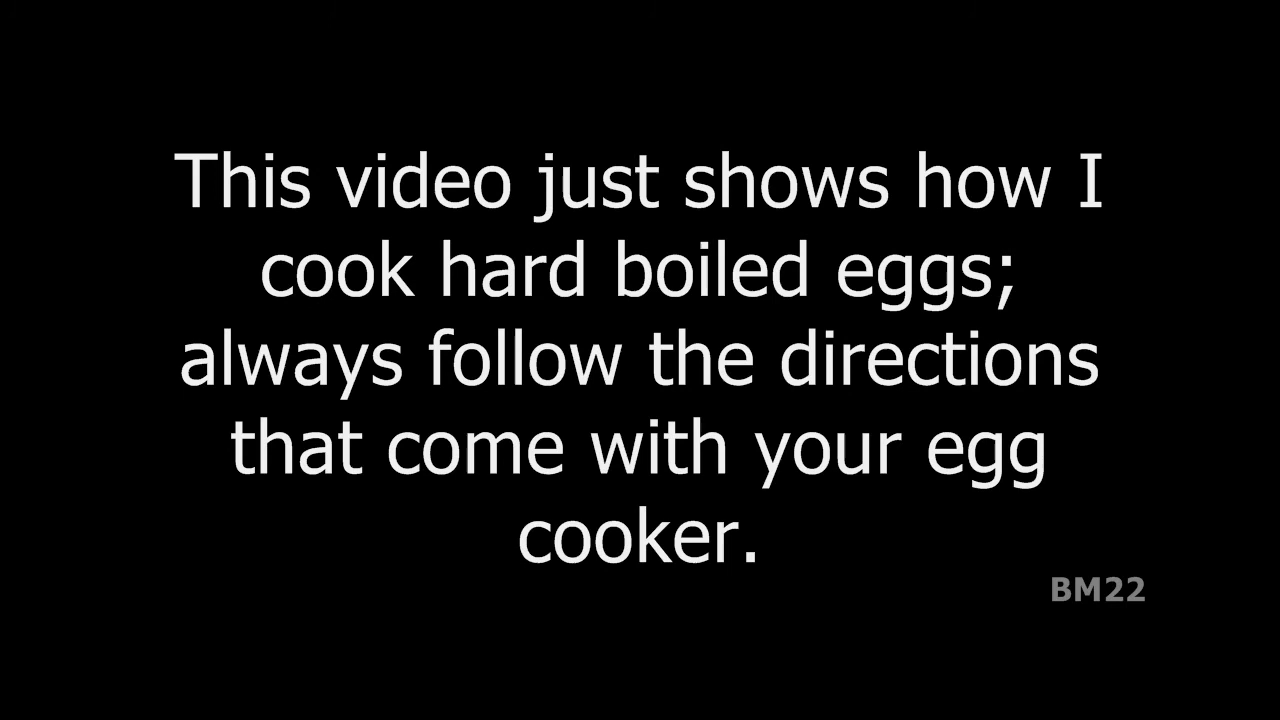 This video just shows how I
cook hard boiled eggs;
always follow the directions
that come with your egg
cooker.
BM22